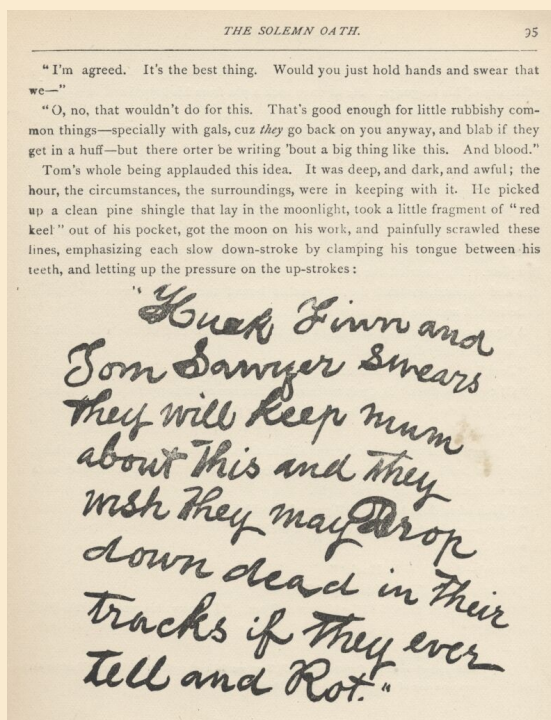 THE SOLEMN OATH. 95
"I'm agreed. It's the best thing. Would you just hold hands and swear that
we—"
"O, no, that wouldn't do for this. That's good enough for little rubbishy com-
mon things—specially with gals, cuz they go back on you anyway, and blab if they
get in a huff—but there orter be writing 'bout a big thing like this. And blood."
Tom's whole being applauded this idea. It was deep, and dark, and awful; the
hour, the circumstances, the surroundings, were in keeping with it. He picked
up a clean pine shingle that lay in the moonlight, took a little fragment of "red
keel" out of his pocket, got the moon on his work, and painfully scrawled these
lines, emphasizing each slow down-stroke by clamping his tongue between his
teeth, and letting up the pressure on the up-strokes:
"Huck Finn and
Tom Sawyer swears
they will keep mum
about this and they
wish they may Drop
down dead in Their
tracks if They ever
tell and Rot."